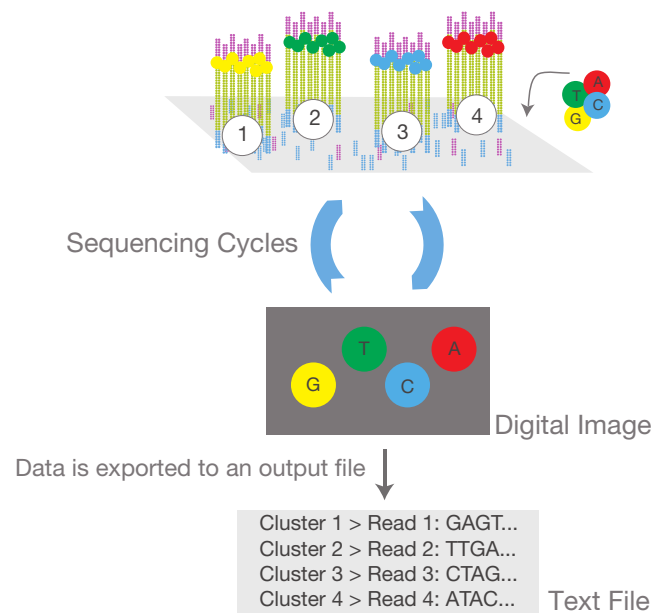 1
2
3
4
A
T
C
G
Sequencing Cycles
T
A
G
C
Digital Image
Data is exported to an output file
Cluster 1 > Read 1: GAGT...
Cluster 2 > Read 2: TTGA...
Cluster 3 > Read 3: CTAG...
Cluster 4 > Read 4: ATAC...
Text File